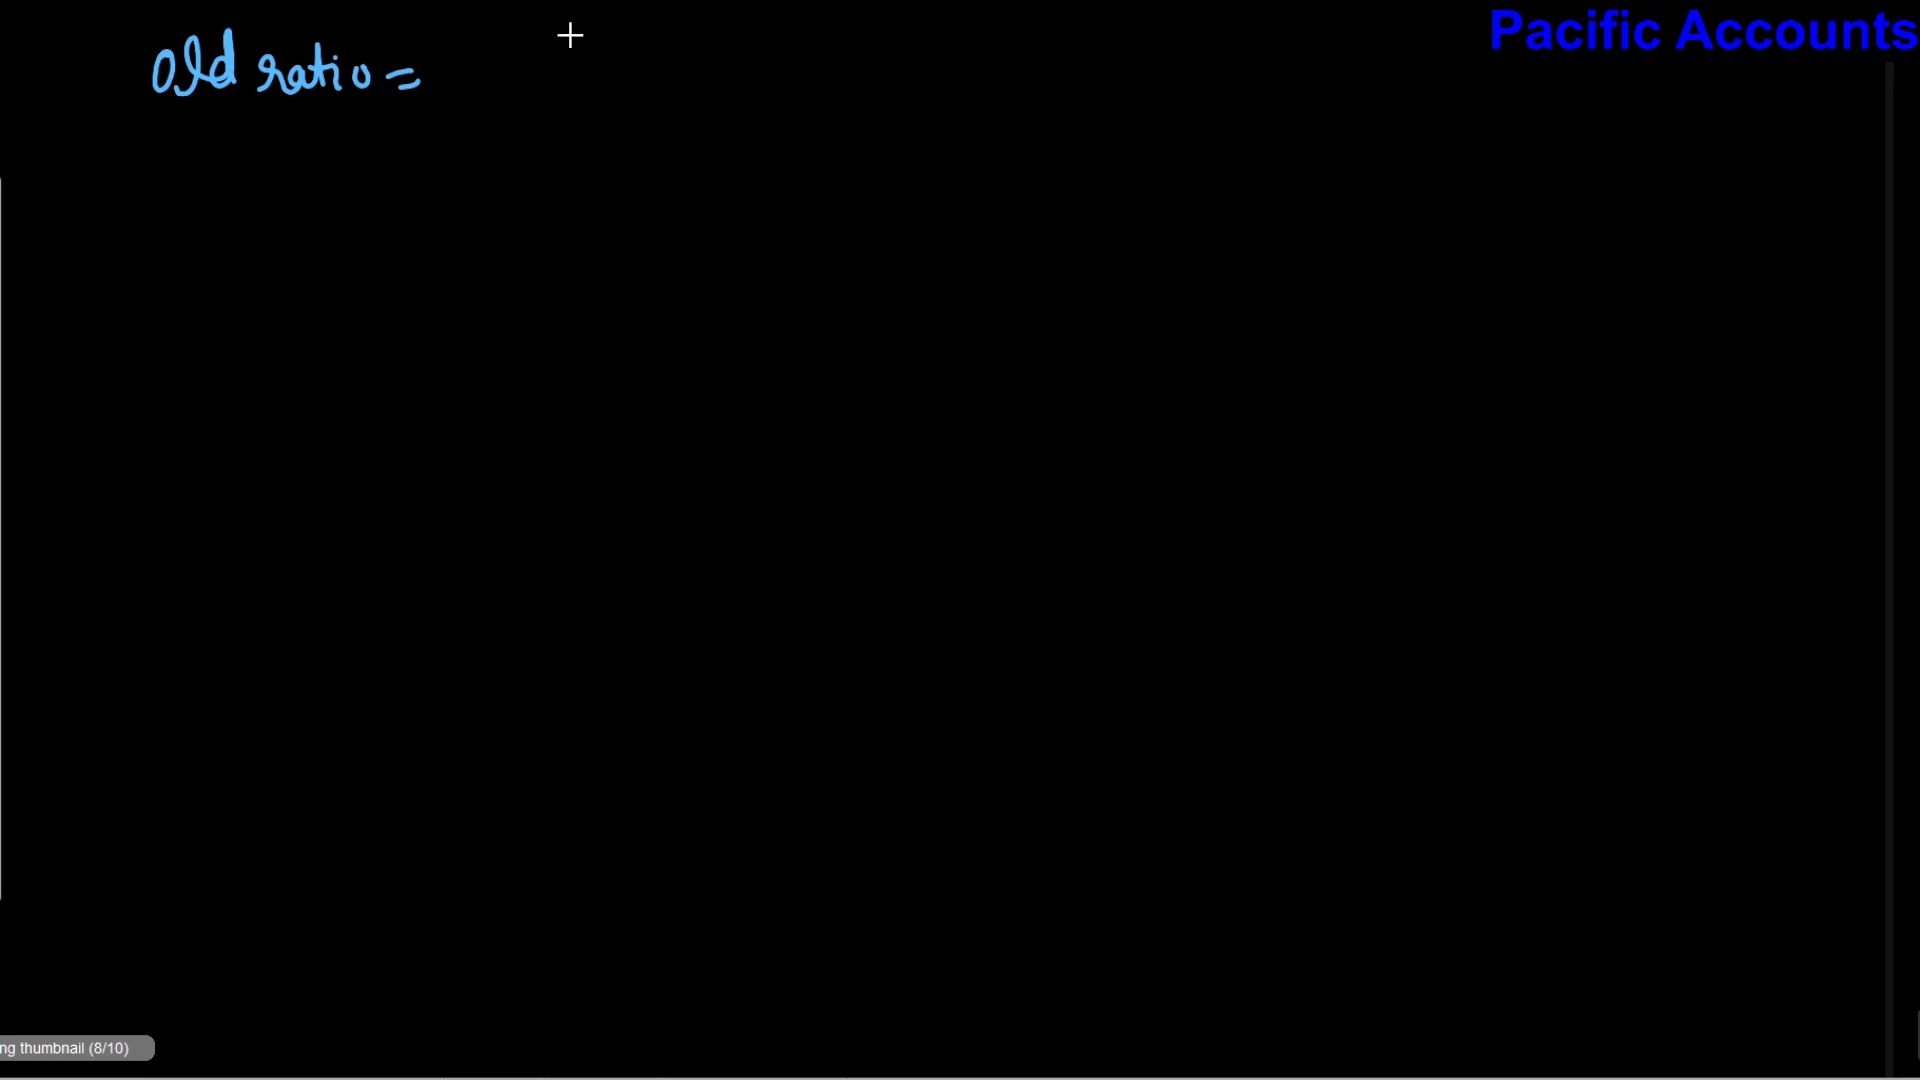 Pacific Accounts
Old ratio =
ng thumbnail (8/10)